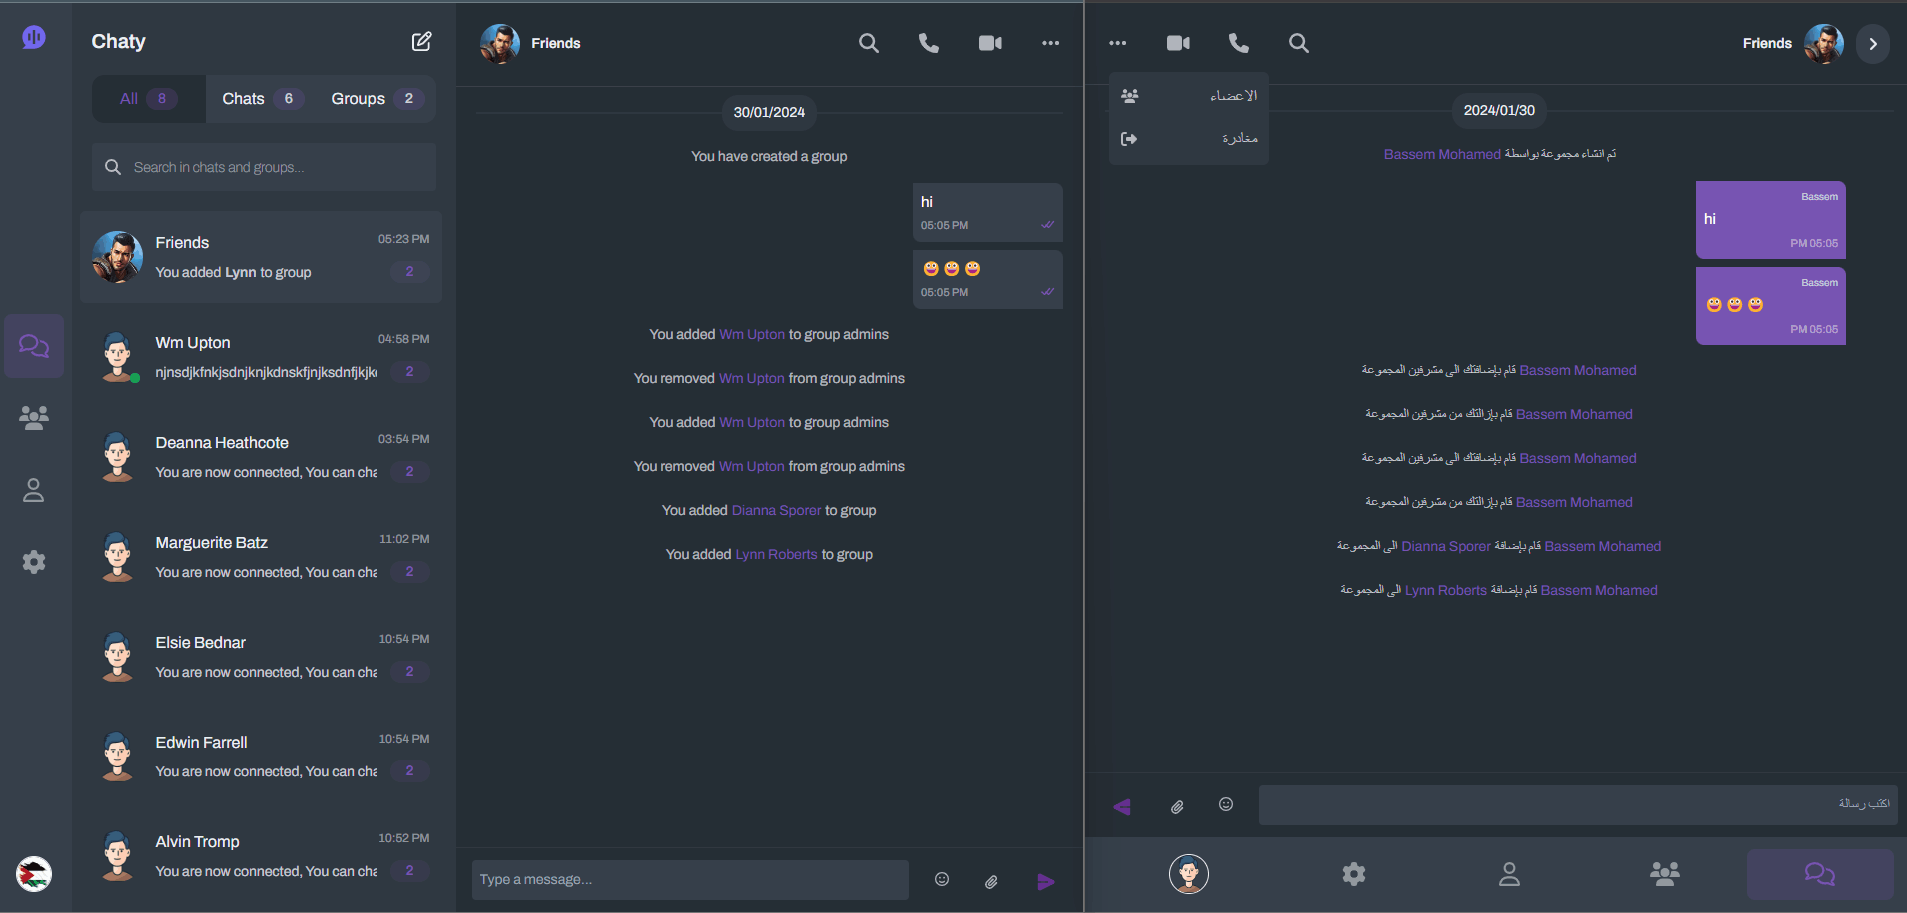 Chaty
All 8 Chats 6 Groups 2
Search in chats and groups...
Friends 05:23 PM
You added Lynn to group 2
Wm Upton 04:58 PM
njnsdjkfnkjsdnjknjkdnskfjnjksdnfjkjk 2
Deanna Heathcote 03:54 PM
You are now connected, You can cha 2
Marguerite Batz 11:02 PM
You are now connected, You can cha 2
Elsie Bednar 10:54 PM
You are now connected, You can cha 2
Edwin Farrell 10:54 PM
You are now connected, You can cha 2
Alvin Tromp 10:52 PM
You are now connected, You can cha 2
Friends
30/01/2024
You have created a group
hi
05:05 PM
05:05 PM
You added Wm Upton to group admins
You removed Wm Upton from group admins
You added Wm Upton to group admins
You removed Wm Upton from group admins
You added Dianna Sporer to group
You added Lynn Roberts to group
Type a message...
Friends
الاعضاء
مغادرة
2024/01/30
تم انشاء مجموعة بواسطة Bassem Mohamed
Bassem
hi
PM 05:05
Bassem
PM 05:05
Bassem Mohamed قام بإضافتك الى مشرفين المجموعة
Bassem Mohamed قام بإزالتك من مشرفين المجموعة
Bassem Mohamed قام بإضافتك الى مشرفين المجموعة
Bassem Mohamed قام بإزالتك من مشرفين المجموعة
Bassem Mohamed قام بإضافة Dianna Sporer الى المجموعة
Bassem Mohamed قام بإضافة Lynn Roberts الى المجموعة
اكتب رسالة